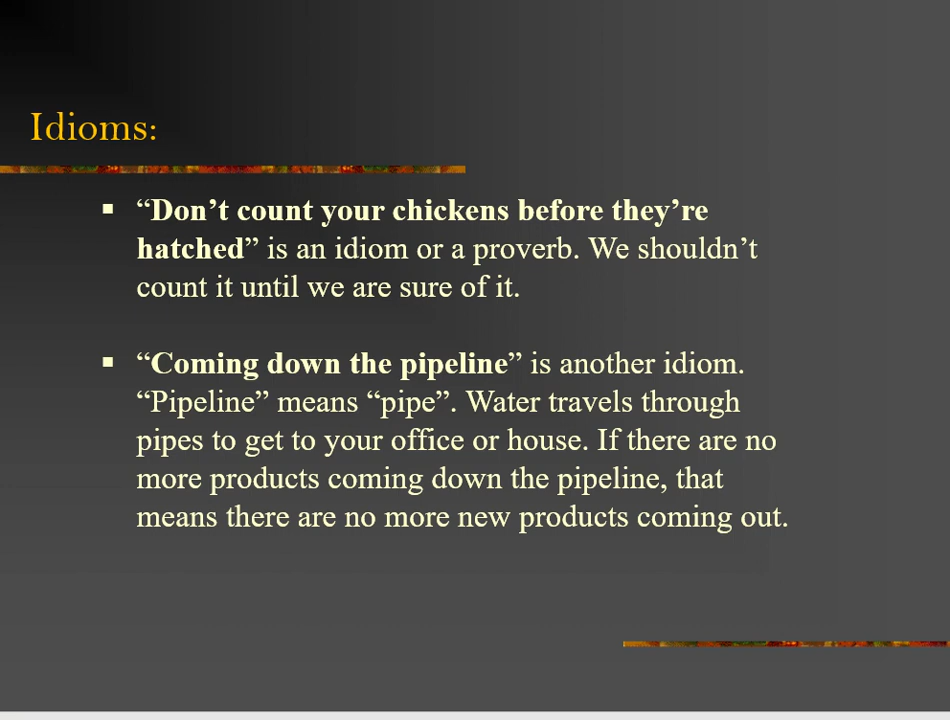 Idioms:
▪ “Don’t count your chickens before they’re
hatched” is an idiom or a proverb. We shouldn’t
count it until we are sure of it.
▪ “Coming down the pipeline” is another idiom.
“Pipeline” means “pipe”. Water travels through
pipes to get to your office or house. If there are no
more products coming down the pipeline, that
means there are no more new products coming out.